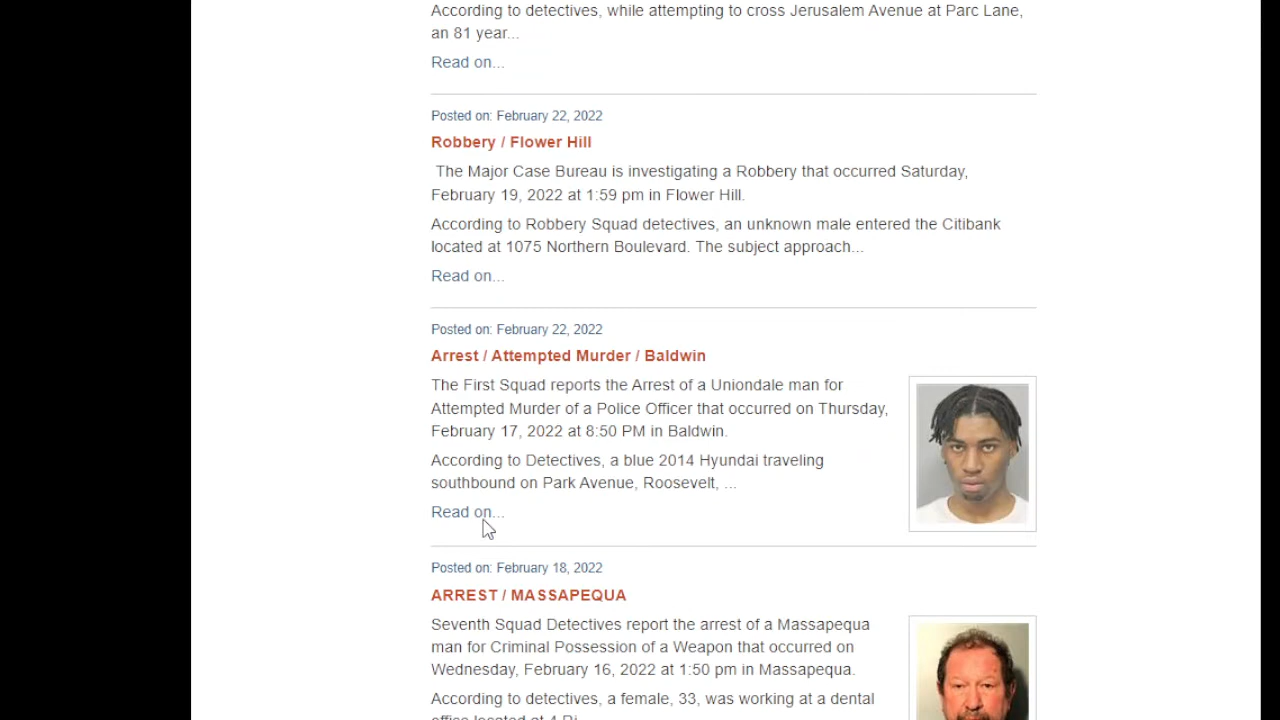 According to detectives, while attempting to cross Jerusalem Avenue at Parc Lane,
an 81 year...
Read on...
Posted on: February 22, 2022
Robbery / Flower Hill
The Major Case Bureau is investigating a Robbery that occurred Saturday,
February 19, 2022 at 1:59 pm in Flower Hill.
According to Robbery Squad detectives, an unknown male entered the Citibank
located at 1075 Northern Boulevard. The subject approach...
Read on...
Posted on: February 22, 2022
Arrest / Attempted Murder / Baldwin
The First Squad reports the Arrest of a Uniondale man for
Attempted Murder of a Police Officer that occurred on Thursday,
February 17, 2022 at 8:50 PM in Baldwin.
According to Detectives, a blue 2014 Hyundai traveling
southbound on Park Avenue, Roosevelt, ...
Read on...
Posted on: February 18, 2022
ARREST / MASSAPEQUA
Seventh Squad Detectives report the arrest of a Massapequa
man for Criminal Possession of a Weapon that occurred on
Wednesday, February 16, 2022 at 1:50 pm in Massapequa.
According to detectives, a female, 33, was working at a dental
office located at 4